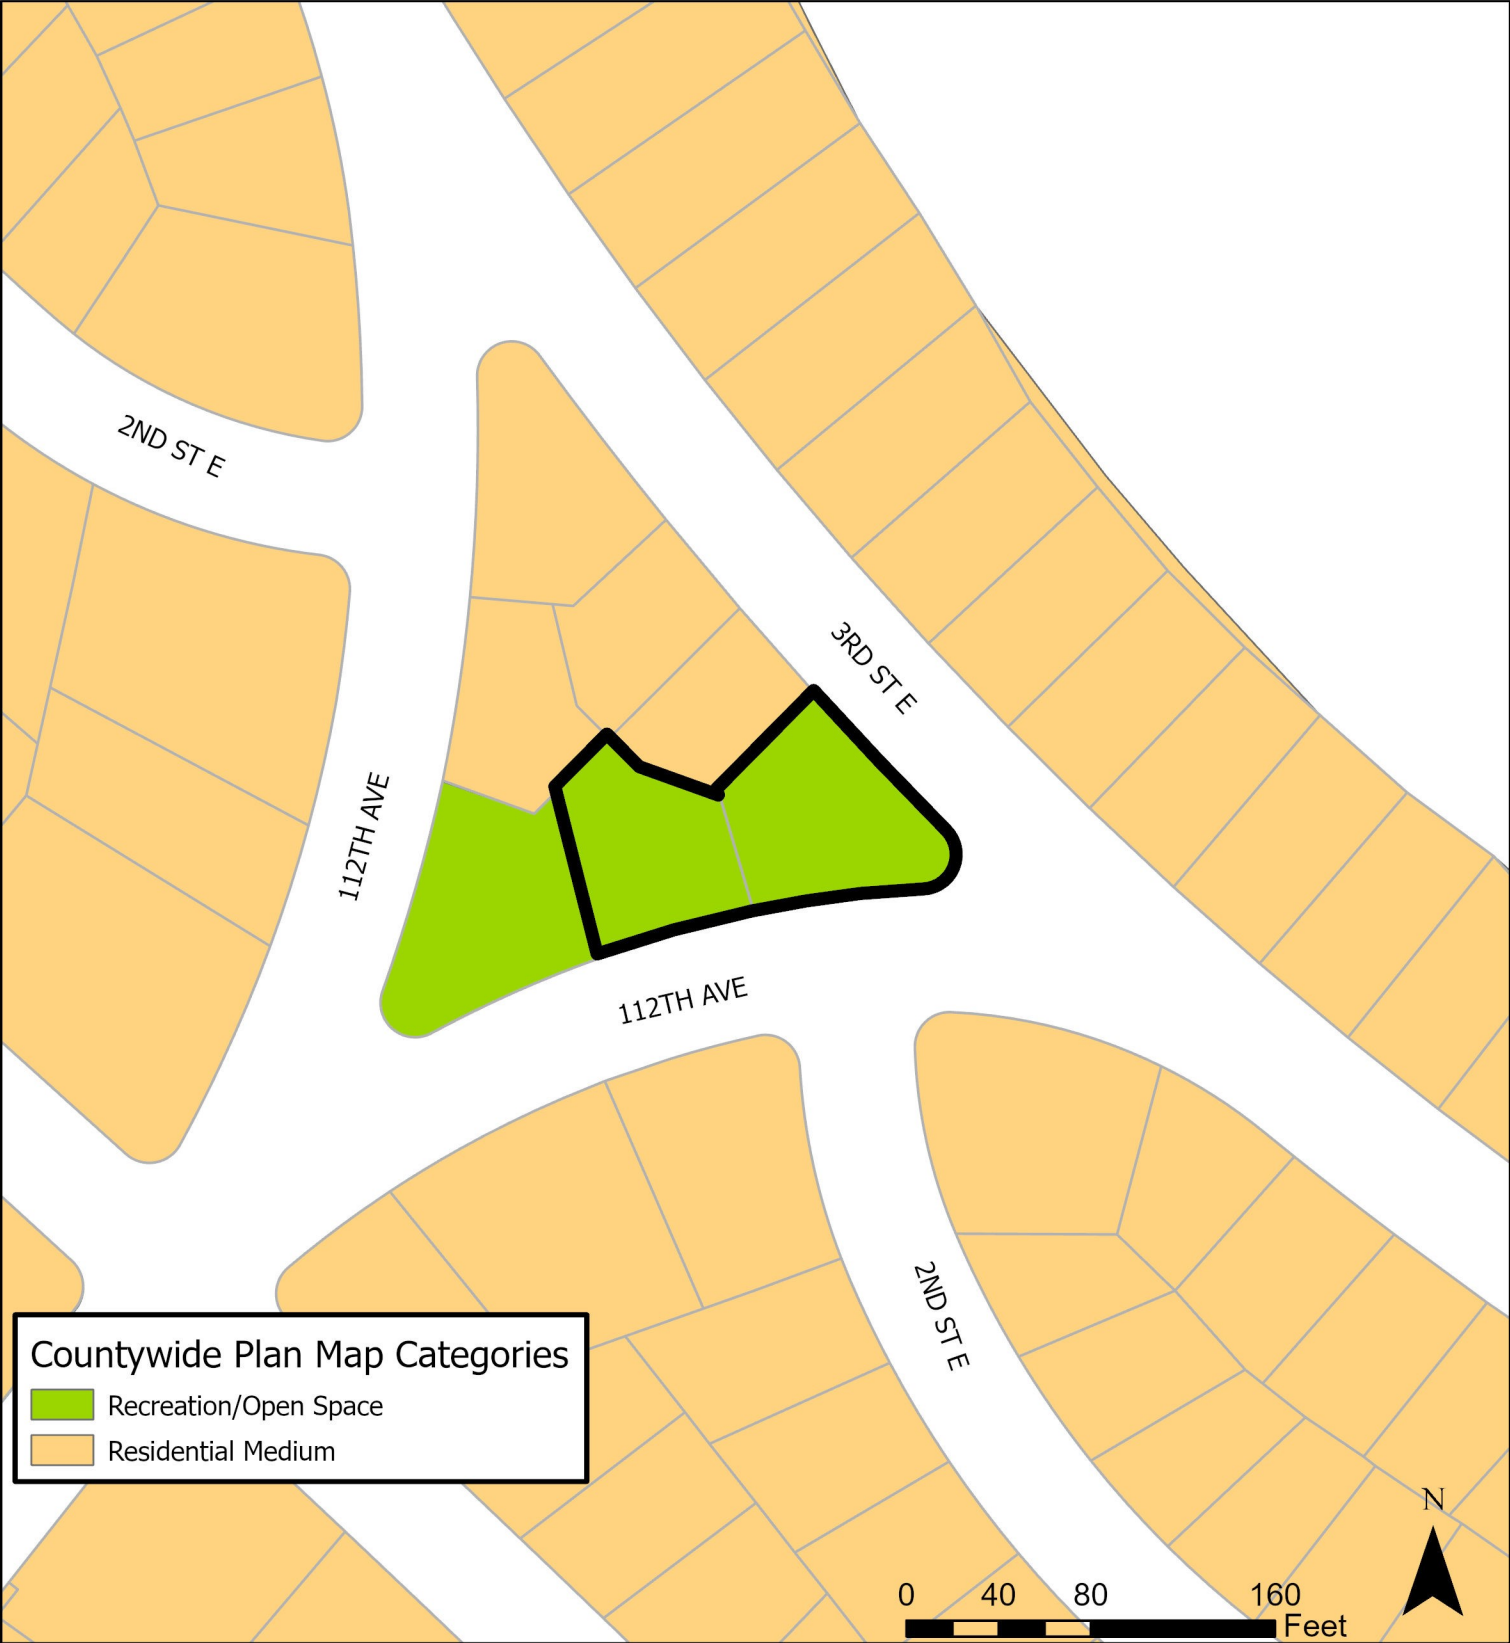 2ND ST E
3RD ST E
112TH AVE
112TH AVE
2ND ST E
Countywide Plan Map Categories
Recreation/Open Space
Residential Medium
N
0 40 80 160
Feet